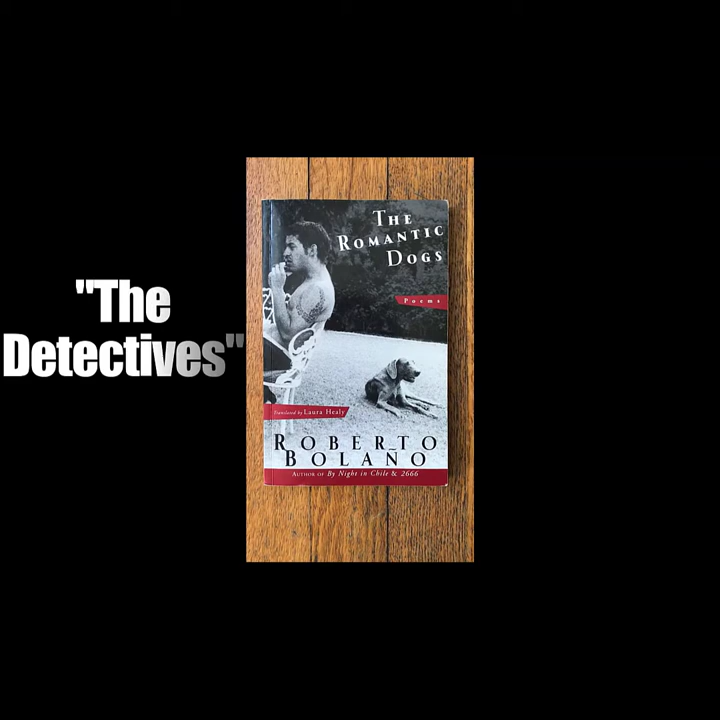 "The
Detectives"
THE
ROMANTIC
DOGS
Poems
Translated by Laura Healy
ROBERTO
BOLAÑO
AUTHOR OF By Night in Chile & 2666